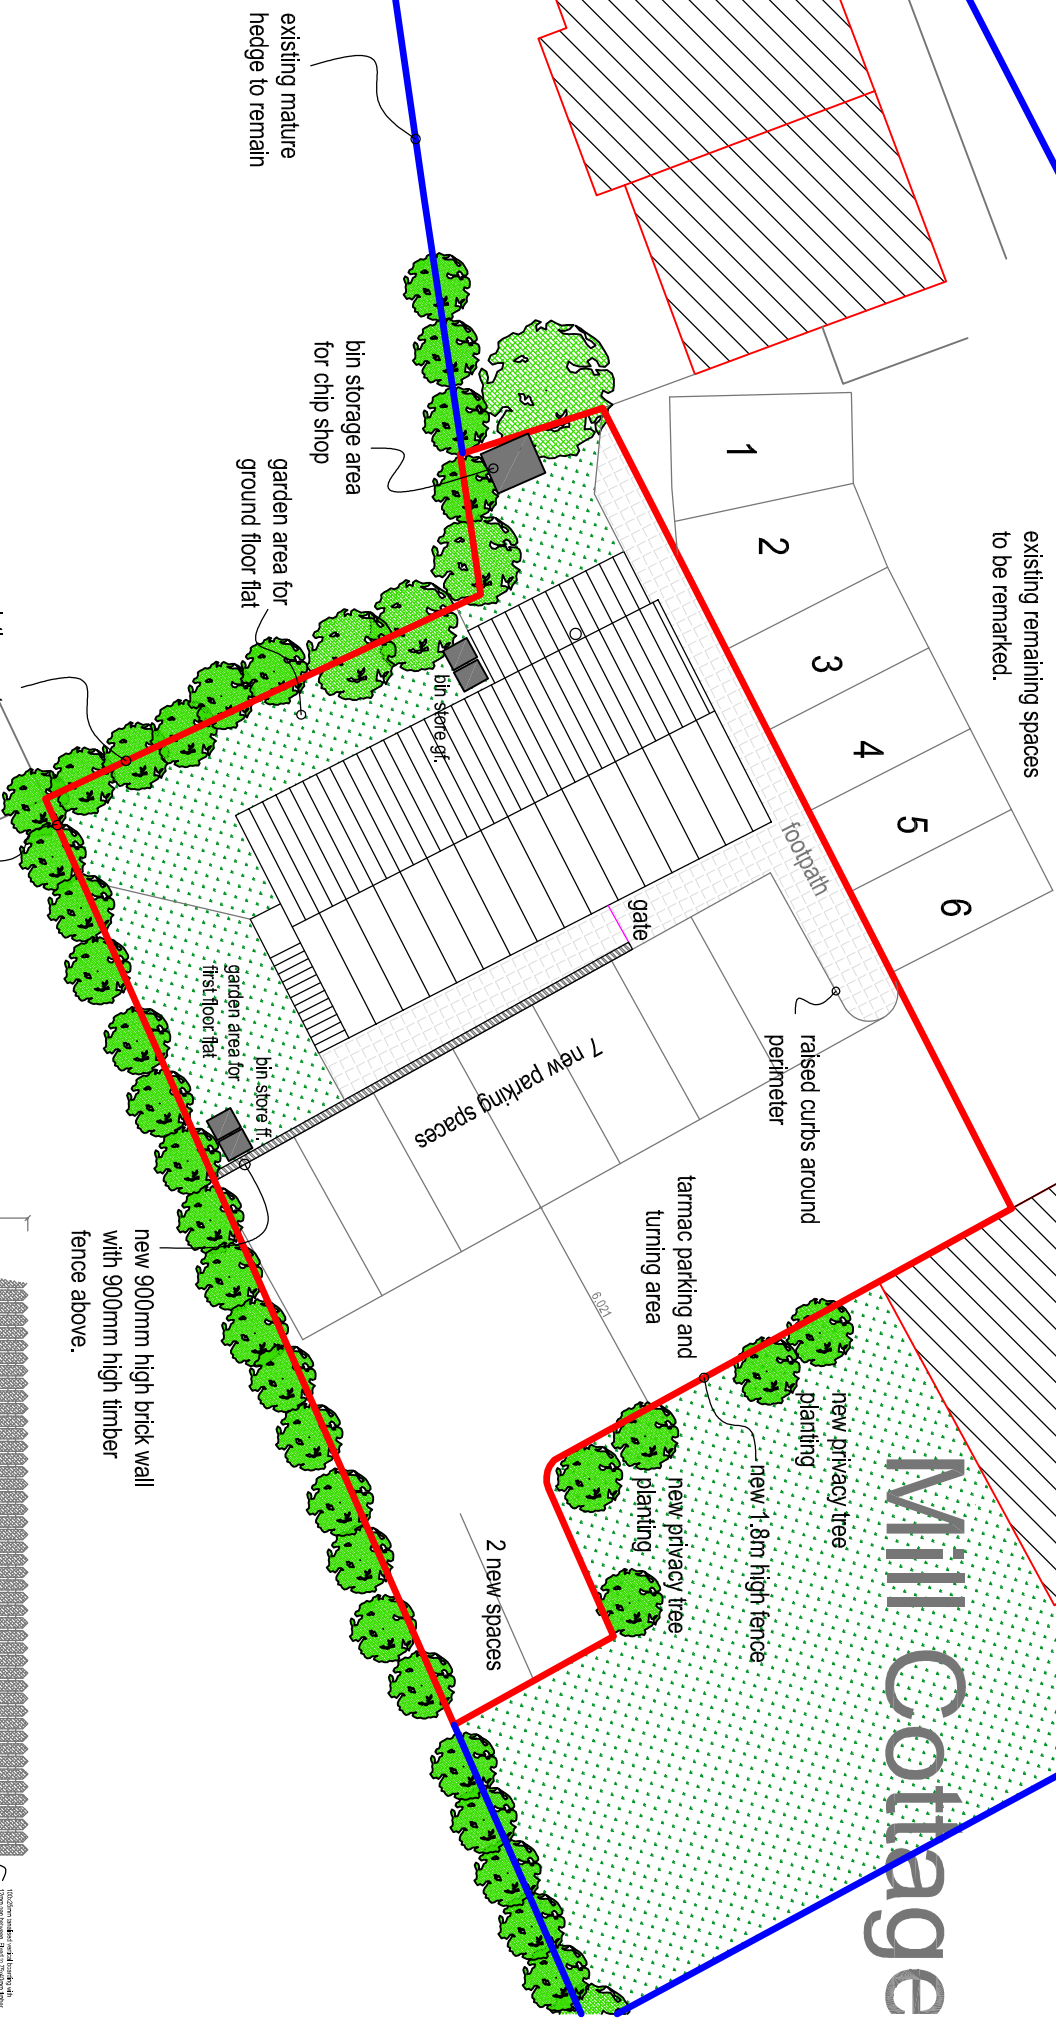 existing mature
hedge to remain
bin storage area
for chip shop
garden area for
ground floor flat
existing remaining spaces
to be remarked.
1
2
3
4
5
6
footpath
gate
bin store gf.
raised curbs around
perimeter
7 new parking spaces
garden area for
first floor flat
bin store ff.
tarmac parking and
turning area
6.021
new 900mm high brick wall
with 900mm high timber
fence above.
new privacy tree
planting
new 1.8m high fence
new privacy tree
planting
2 new spaces
Mill Cottage